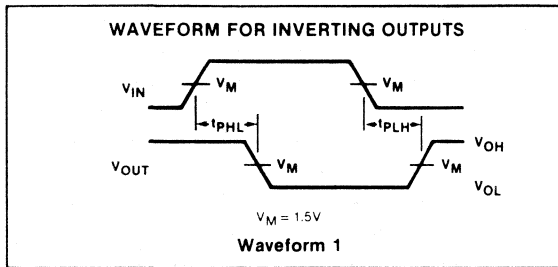 WAVEFORM FOR INVERTING OUTPUTS
VIN
VM
VM
tPHL
tPLH
VOH
VOUT
VM
VM
VOL
VM = 1.5V
Waveform 1